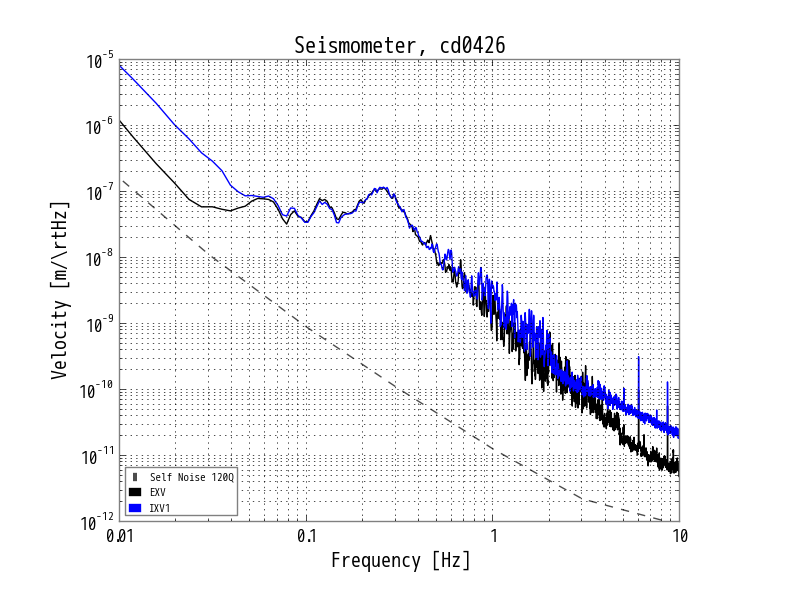 Seismometer, cd0426
10-5
10-6
10-7
10-8
10-9
10-10
10-11
10-12
Velocity [m/\rtHz]
Self Noise 120Q
EXV
IXV1
0.01 0.1 1 10
Frequency [Hz]